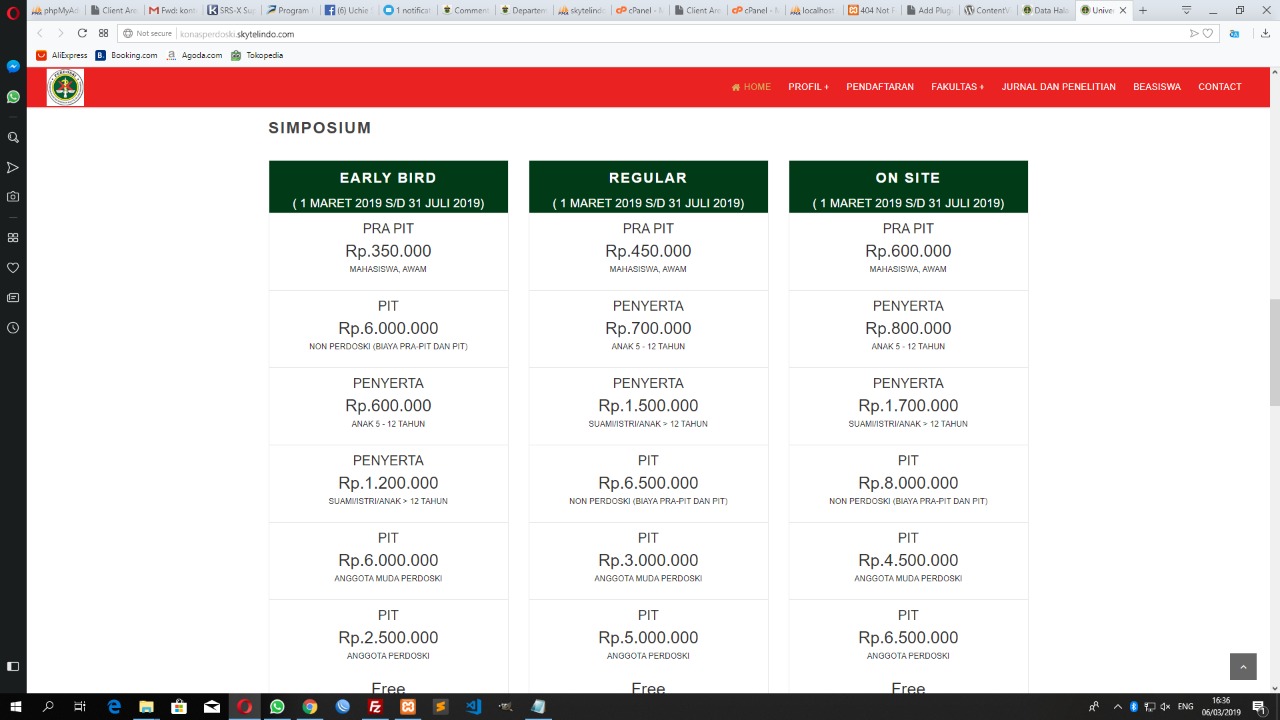 phpMyAd
Client Area
Fwd: konas
SRS-X Sup
Program J
(6) Uchie
1 notificat
Comment
Departem
skytelindo
cPanel - M
Client Area
cPanel - M
localhost
404 Not F
Add Plugi
ContentV
Data Hala
Univer
Not secure
konasperdoski.skytelindo.com
AliExpress
Booking.com
Agoda.com
Tokopedia
HOME
PROFIL +
PENDAFTARAN
FAKULTAS +
JURNAL DAN PENELITIAN
BEASISWA
CONTACT
SIMPOSIUM
EARLY BIRD
( 1 MARET 2019 S/D 31 JULI 2019)
PRA PIT
Rp.350.000
MAHASISWA, AWAM
PIT
Rp.6.000.000
NON PERDOSKI (BIAYA PRA-PIT DAN PIT)
PENYERTA
Rp.600.000
ANAK 5 - 12 TAHUN
PENYERTA
Rp.1.200.000
SUAMI/ISTRI/ANAK > 12 TAHUN
PIT
Rp.6.000.000
ANGGOTA MUDA PERDOSKI
PIT
Rp.2.500.000
ANGGOTA PERDOSKI
Free
REGULAR
( 1 MARET 2019 S/D 31 JULI 2019)
PRA PIT
Rp.450.000
MAHASISWA, AWAM
PENYERTA
Rp.700.000
ANAK 5 - 12 TAHUN
PENYERTA
Rp.1.500.000
SUAMI/ISTRI/ANAK > 12 TAHUN
PIT
Rp.6.500.000
NON PERDOSKI (BIAYA PRA-PIT DAN PIT)
PIT
Rp.3.000.000
ANGGOTA MUDA PERDOSKI
PIT
Rp.5.000.000
ANGGOTA PERDOSKI
Free
ON SITE
( 1 MARET 2019 S/D 31 JULI 2019)
PRA PIT
Rp.600.000
MAHASISWA, AWAM
PENYERTA
Rp.800.000
ANAK 5 - 12 TAHUN
PENYERTA
Rp.1.700.000
SUAMI/ISTRI/ANAK > 12 TAHUN
PIT
Rp.8.000.000
NON PERDOSKI (BIAYA PRA-PIT DAN PIT)
PIT
Rp.4.500.000
ANGGOTA MUDA PERDOSKI
PIT
Rp.6.500.000
ANGGOTA PERDOSKI
Free
ENG
16:36
06/03/2019